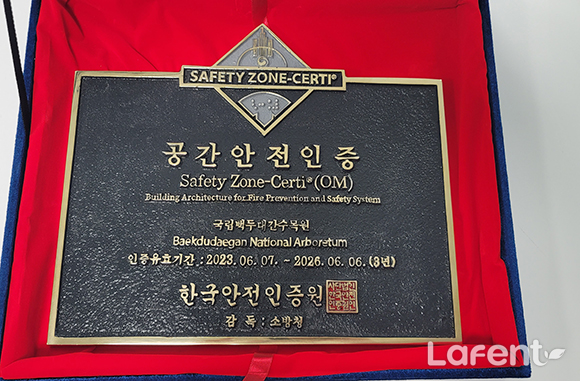 SAFETY ZONE-CERTI®
공간안전인증
Safety Zone-Certi®(OM)
Building Architecture for Fire Prevention and Safety System
국립백두대간수목원
Baekdudaegan National Arboretum
인증유효기간 : 2023. 06. 07. ~ 2026. 06. 06. (3년)
한국안전인증원
감 독 : 소방청
Lafent